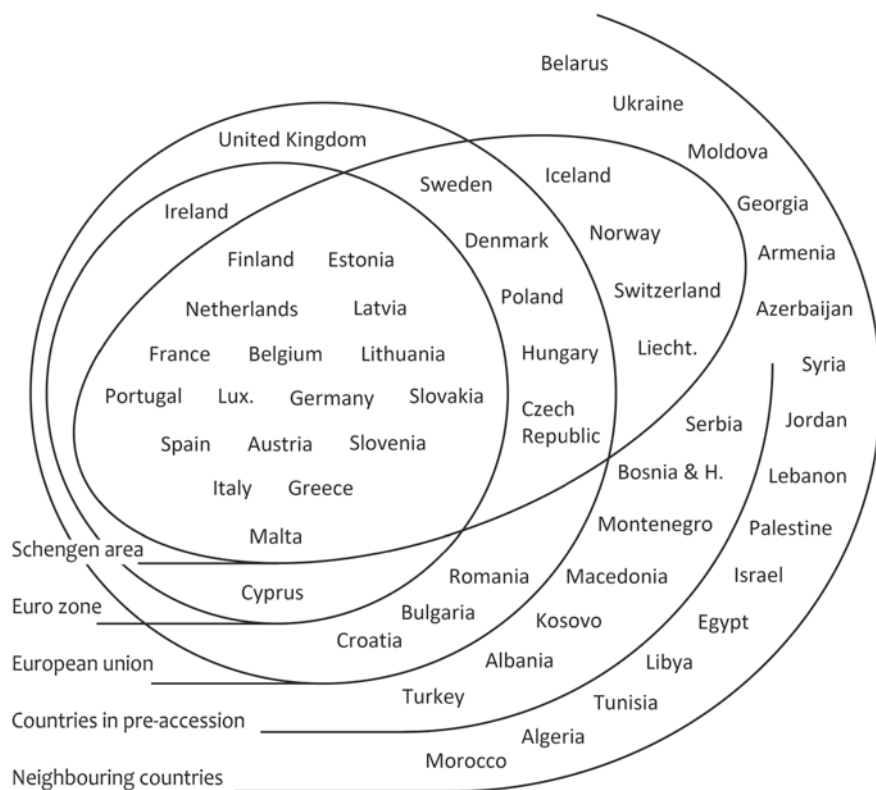 Belarus
Ukraine
United Kingdom
Moldova
Sweden
Iceland
Ireland
Georgia
Denmark
Norway
Armenia
Finland
Estonia
Poland
Switzerland
Azerbaijan
Netherlands
Latvia
France
Belgium
Lithuania
Hungary
Liecht.
Syria
Portugal
Lux.
Germany
Slovakia
Czech
Republic
Serbia
Jordan
Spain
Austria
Slovenia
Bosnia & H.
Lebanon
Italy
Greece
Montenegro
Palestine
Malta
Schengen area
Romania
Macedonia
Israel
Cyprus
Euro zone
Bulgaria
Kosovo
Egypt
Croatia
European union
Albania
Libya
Turkey
Tunisia
Countries in pre-accession
Algeria
Morocco
Neighbouring countries